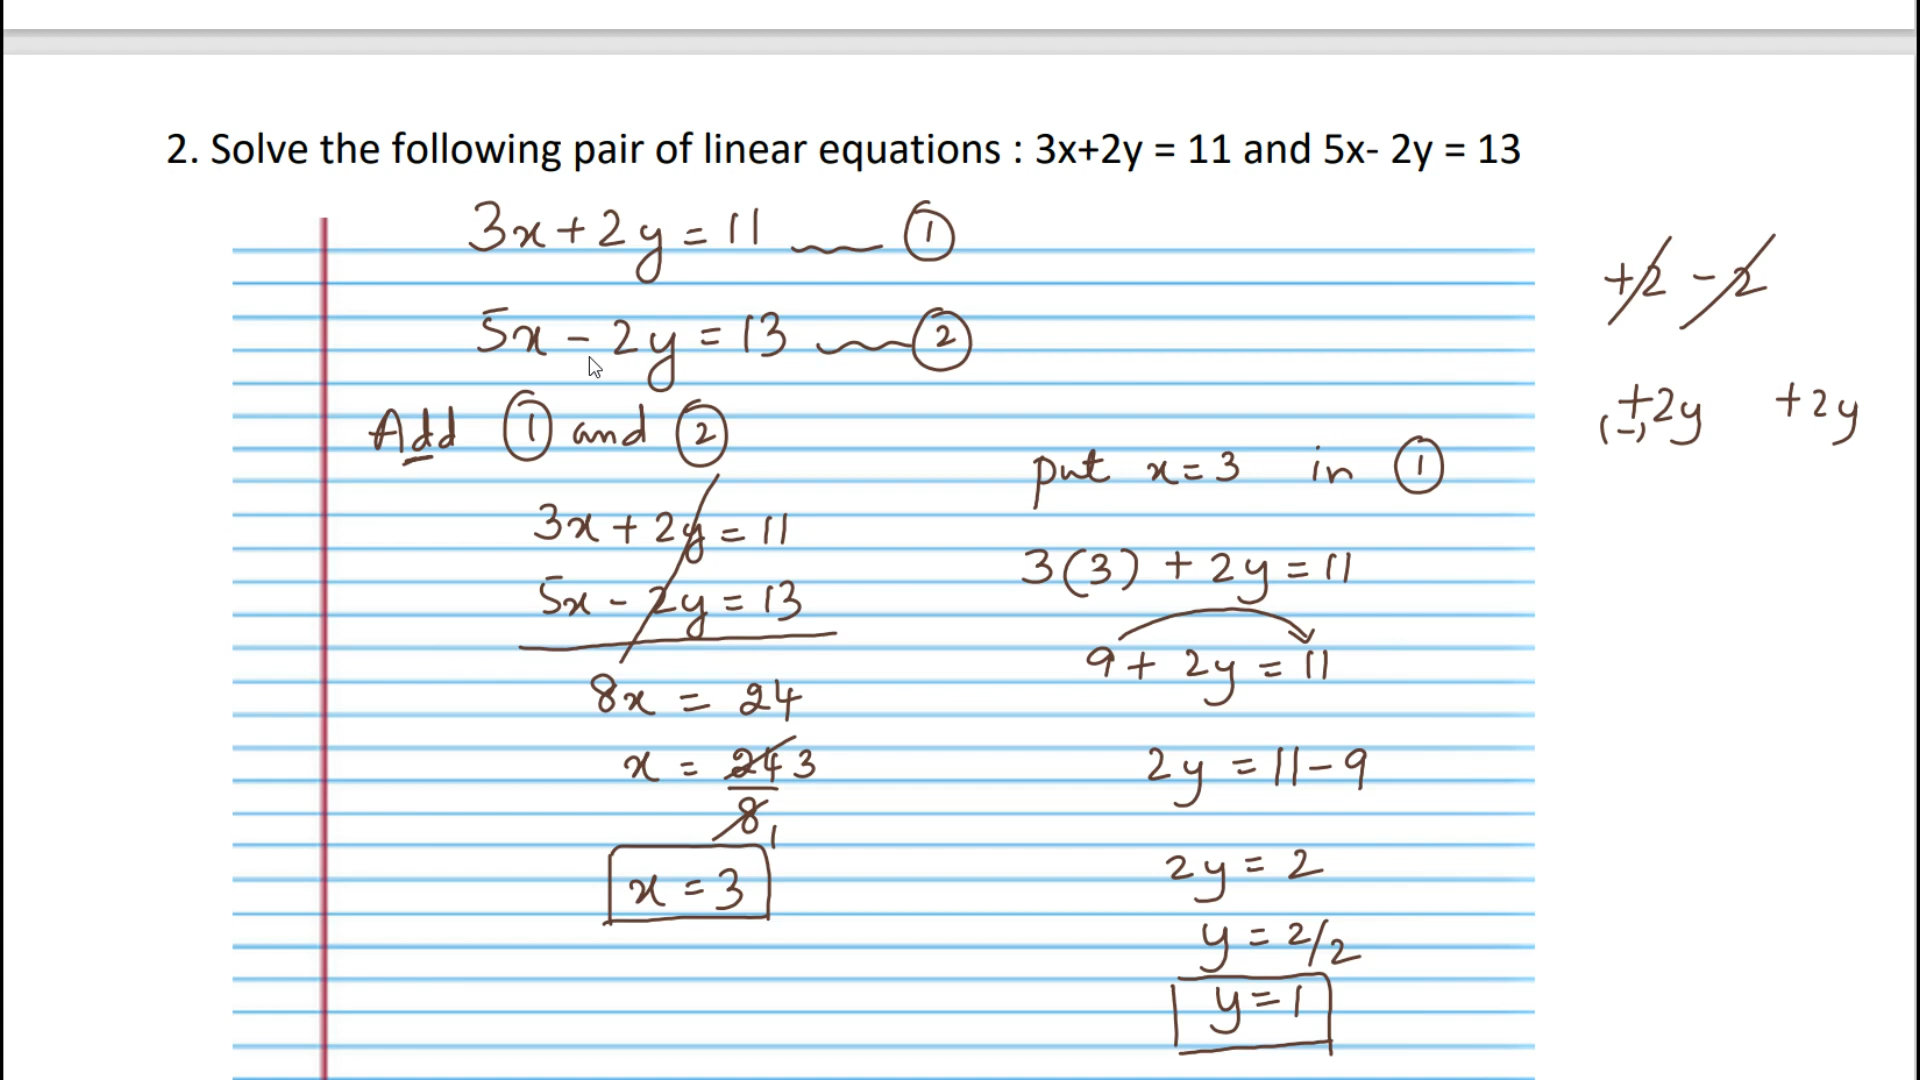 2. Solve the following pair of linear equations : 3x+2y = 11 and 5x- 2y = 13
3x + 2y = 11 ①
5x - 2y = 13 ②
Add ① and ②
3x + 2y = 11
5x - 2y = 13
8x = 24
x = 24 3
8 1
x = 3
put x = 3 in ①
3(3) + 2y = 11
9 + 2y = 11
2y = 11 - 9
2y = 2
y = 2/2
y = 1
+2 -2
+2y +2y
(-)